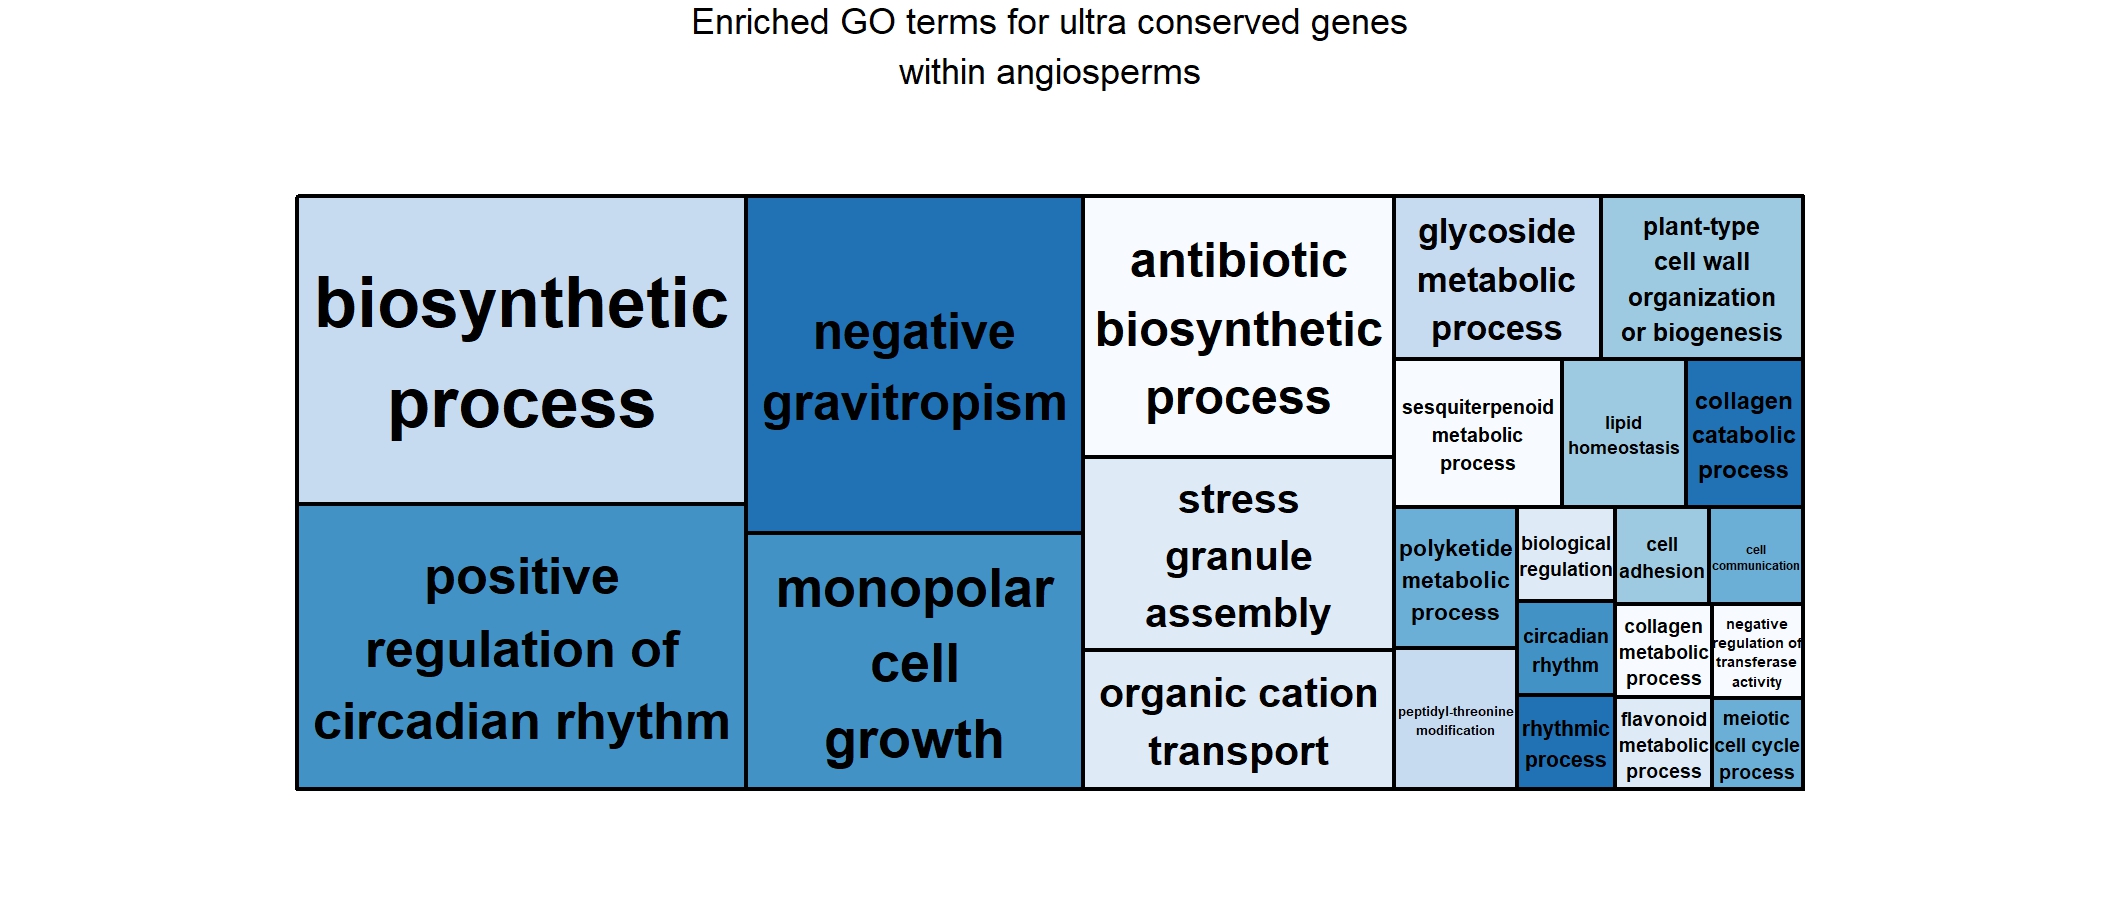 Enriched GO terms for ultra conserved genes
within angiosperms
biosynthetic
process
positive
regulation of
circadian rhythm
negative
gravitropism
monopolar
cell
growth
antibiotic
biosynthetic
process
stress
granule
assembly
organic cation
transport
glycoside
metabolic
process
plant-type
cell wall
organization
or biogenesis
sesquiterpenoid
metabolic
process
lipid
homeostasis
collagen
catabolic
process
polyketide
metabolic
process
peptidyl-threonine
modification
biological
regulation
circadian
rhythm
rhythmic
process
cell
adhesion
cell
communication
collagen
metabolic
process
negative
regulation of
transferase
activity
flavonoid
metabolic
process
meiotic
cell cycle
process